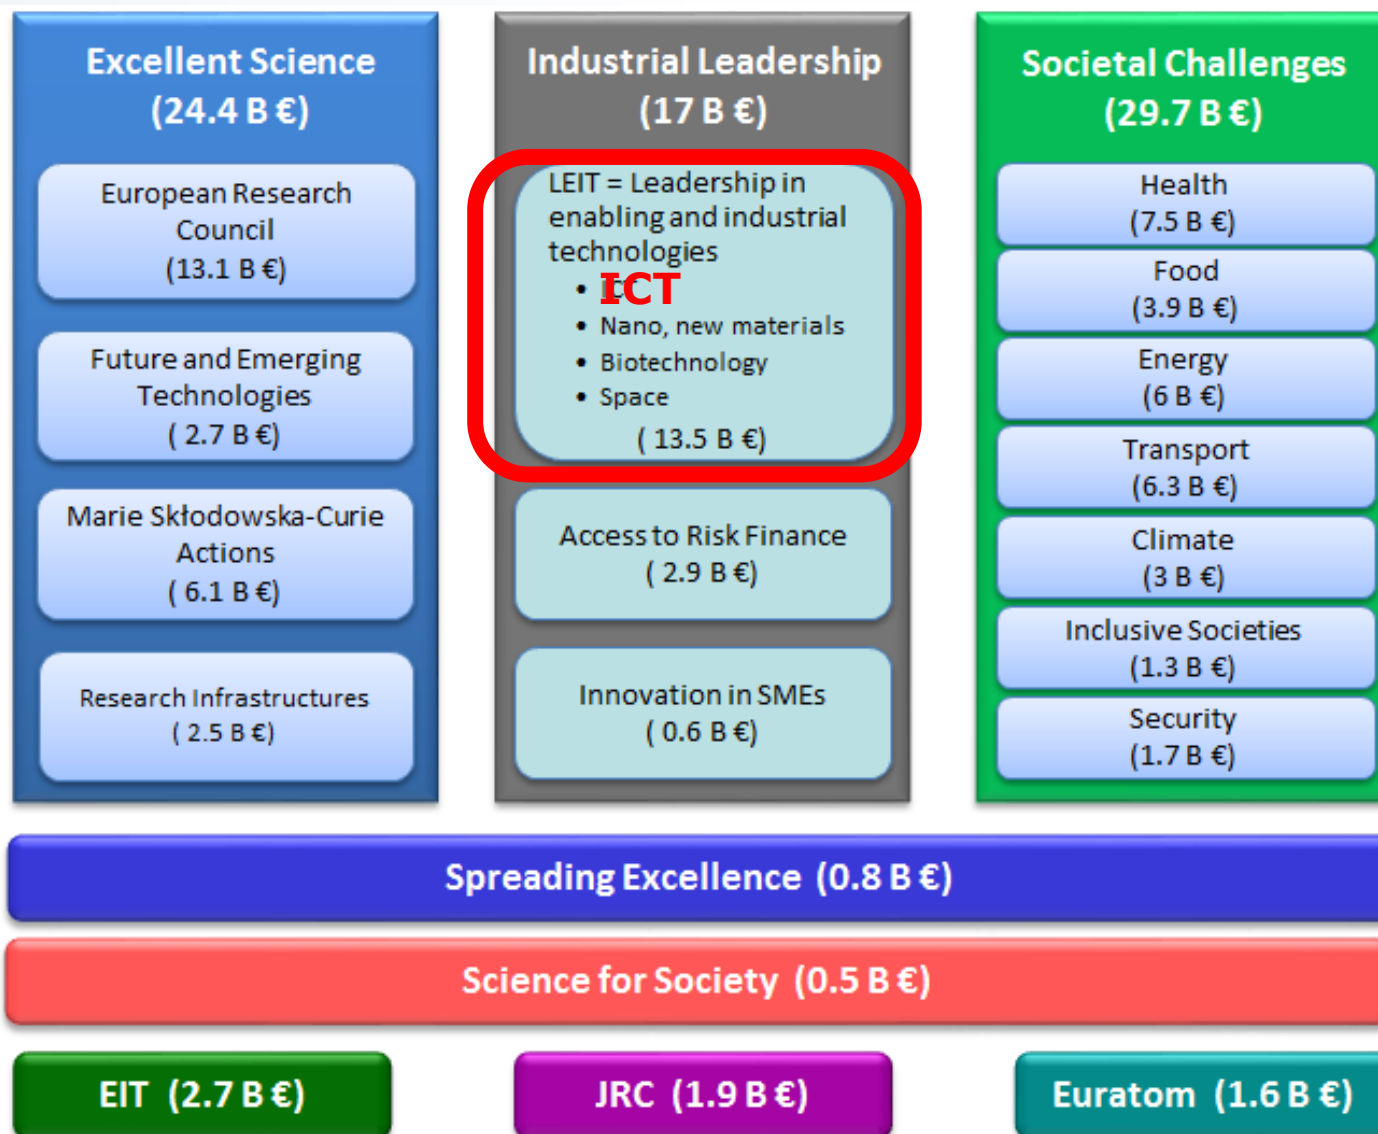 Excellent Science
(24.4 B €)
European Research
Council
(13.1 B €)
Future and Emerging
Technologies
( 2.7 B €)
Marie Skłodowska-Curie
Actions
( 6.1 B €)
Research Infrastructures
( 2.5 B €)
Industrial Leadership
(17 B €)
LEIT = Leadership in
enabling and industrial
technologies
• ICT
• Nano, new materials
• Biotechnology
• Space
( 13.5 B €)
Access to Risk Finance
( 2.9 B €)
Innovation in SMEs
( 0.6 B €)
Societal Challenges
(29.7 B €)
Health
(7.5 B €)
Food
(3.9 B €)
Energy
(6 B €)
Transport
(6.3 B €)
Climate
(3 B €)
Inclusive Societies
(1.3 B €)
Security
(1.7 B €)
Spreading Excellence (0.8 B €)
Science for Society (0.5 B €)
EIT (2.7 B €)
JRC (1.9 B €)
Euratom (1.6 B €)